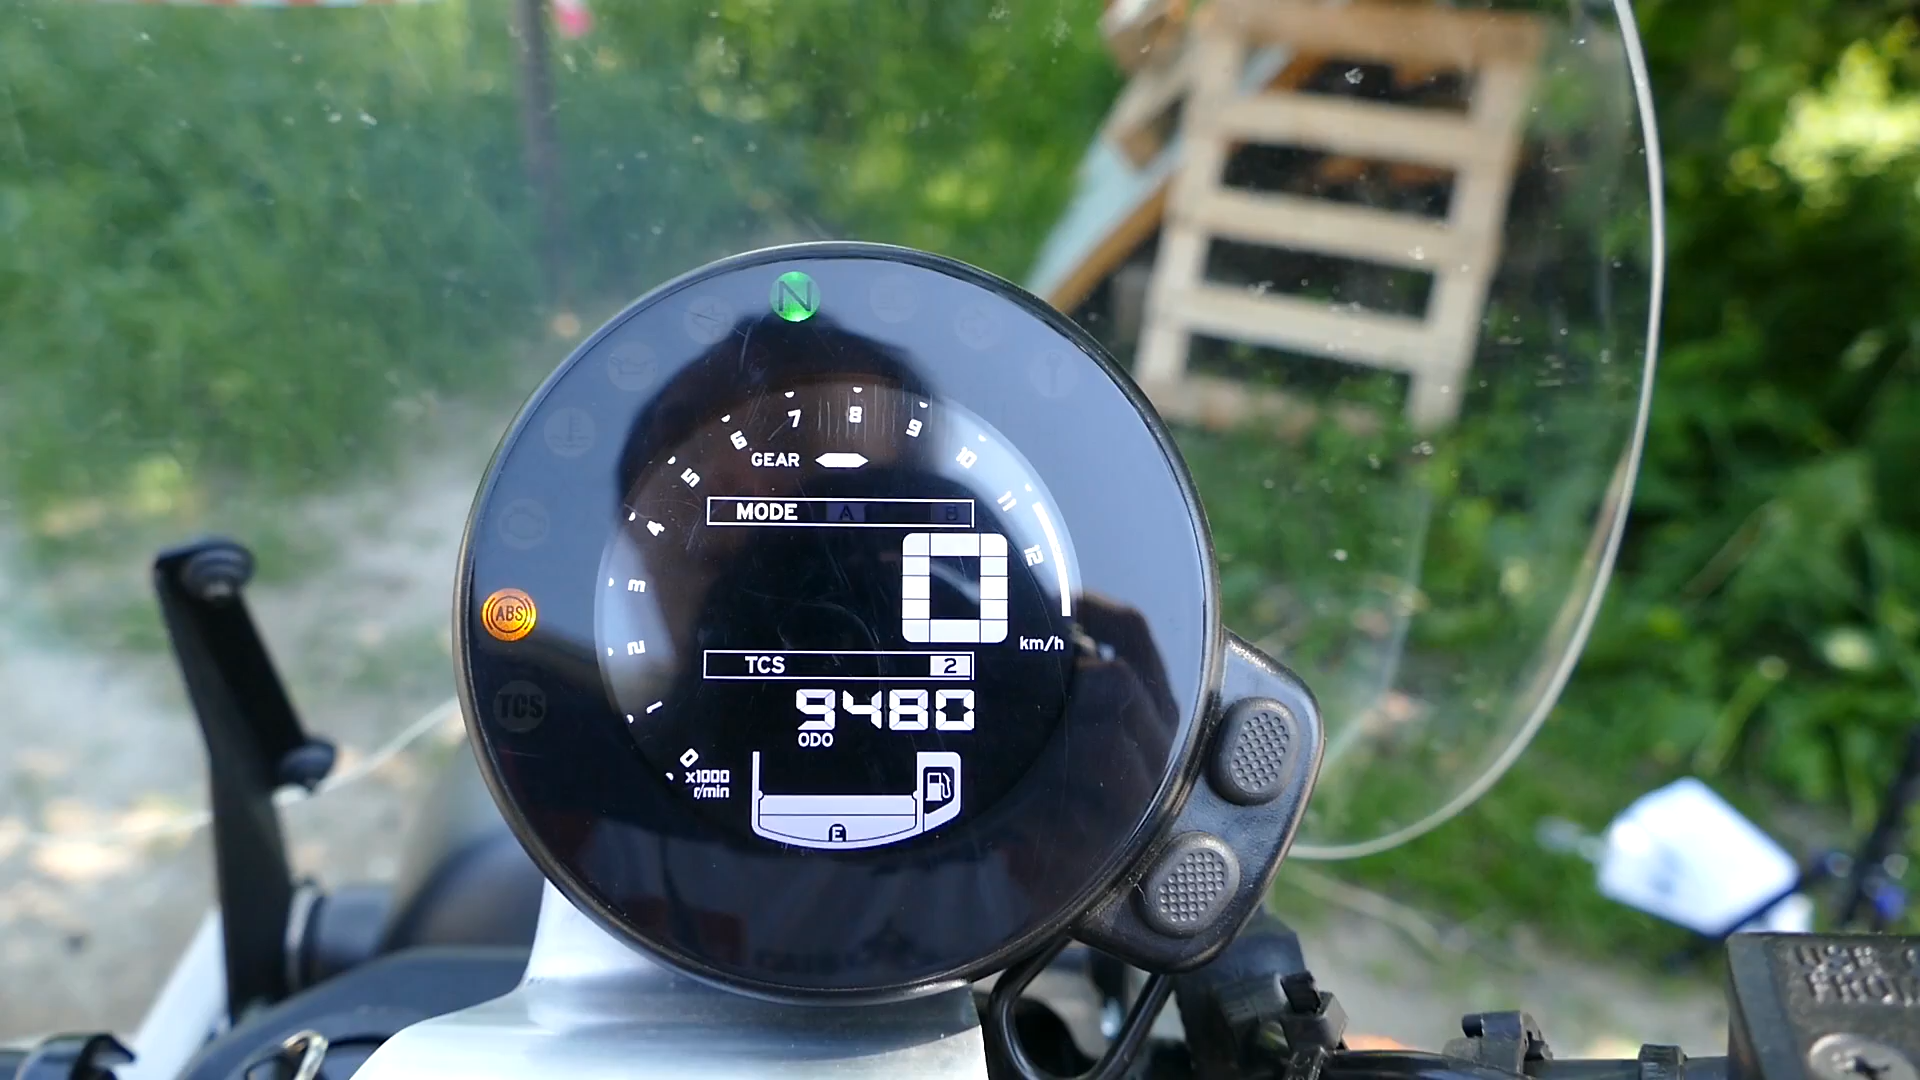 N
7 8 9
6 10
GEAR
5 11
MODE A B
4
12
0
3
km/h
ABS
2
TCS 2
TCS
9480
1
ODO
0
x1000
r/min
E